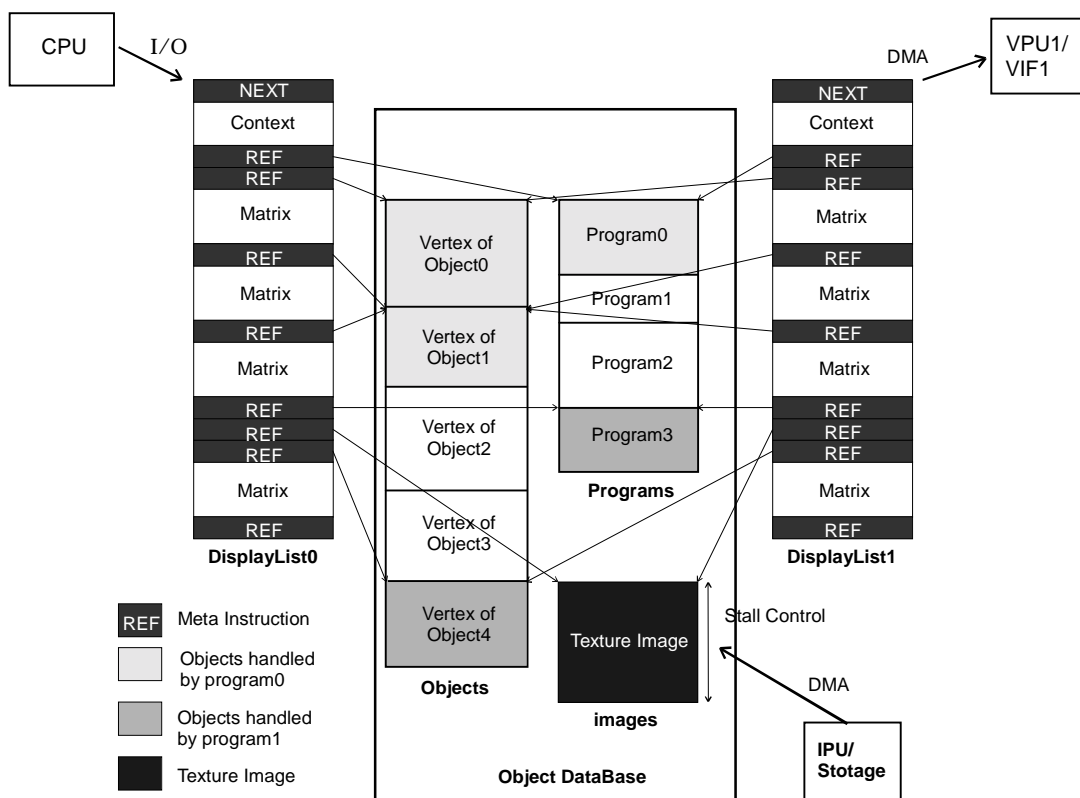 CPU
I/O
NEXT
Context
REF
REF
Matrix
REF
Matrix
REF
Matrix
REF
REF
REF
Matrix
REF
DisplayList0
Vertex of
Object0
Vertex of
Object1
Vertex of
Object2
Vertex of
Object3
Vertex of
Object4
Objects
Program0
Program1
Program2
Program3
Programs
Texture Image
images
Object DataBase
Stall Control
DMA
IPU/
Stotage
DMA
VPU1/
VIF1
NEXT
Context
REF
REF
Matrix
REF
Matrix
REF
Matrix
REF
REF
REF
Matrix
REF
DisplayList1
REF
Meta Instruction
Objects handled
by program0
Objects handled
by program1
Texture Image